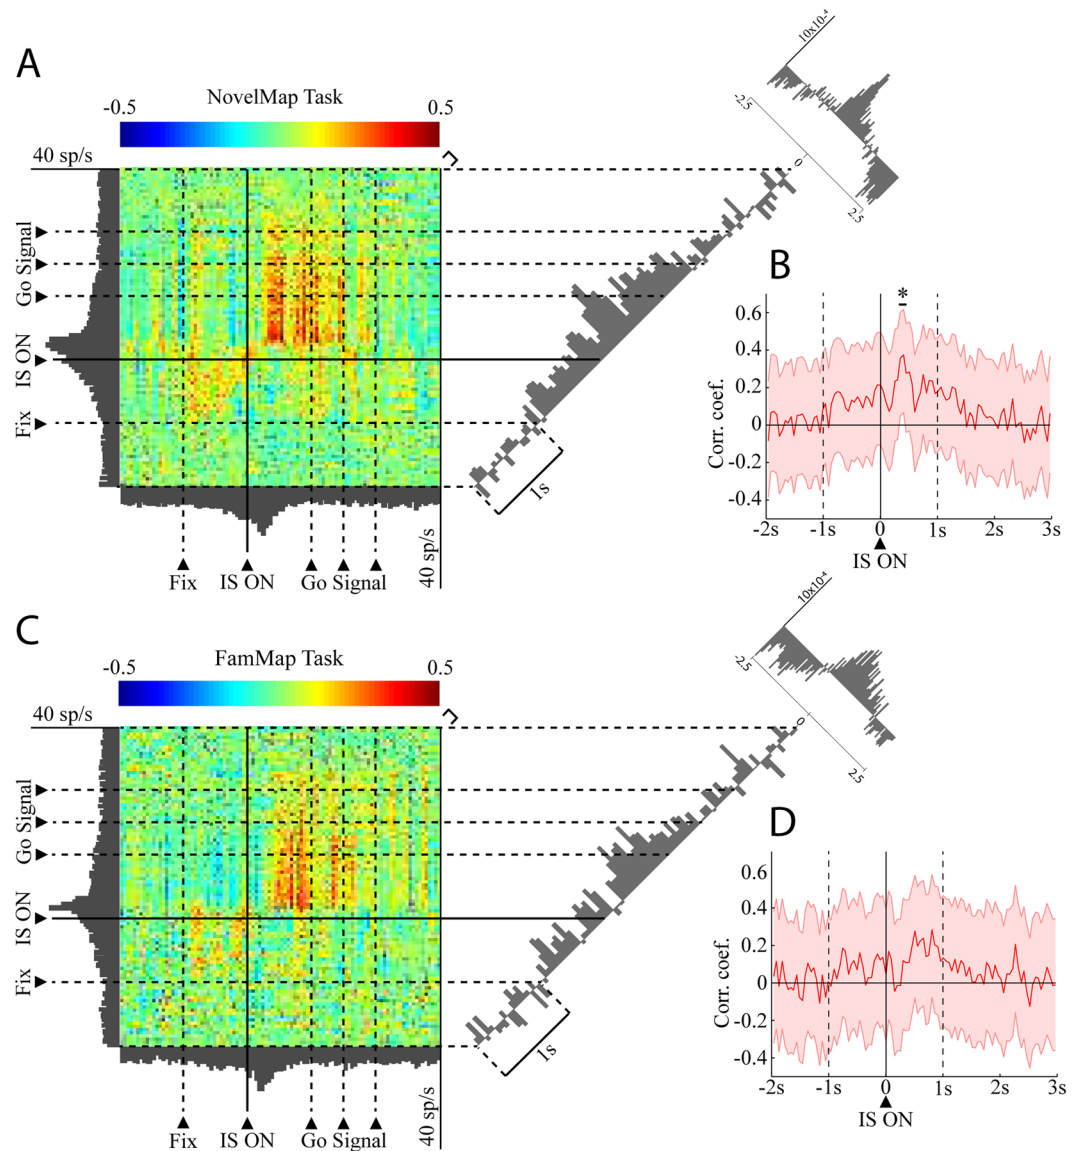 A
NovelMap Task
-0.5 0.5
40 sp/s
Go Signal
IS ON
Fix
Fix IS ON Go Signal
40 sp/s
1s
10x10-4
-2.5 0 2.5
B
Corr. coef.
0.6
0.4
0.2
0
-0.2
-0.4
*
-2s -1s 0 1s 2s 3s
IS ON
C
FamMap Task
-0.5 0.5
40 sp/s
Go Signal
IS ON
Fix
Fix IS ON Go Signal
40 sp/s
1s
10x10-4
-2.5 0 2.5
D
Corr. coef.
0.6
0.4
0.2
0
-0.2
-0.4
-2s -1s 0 1s 2s 3s
IS ON